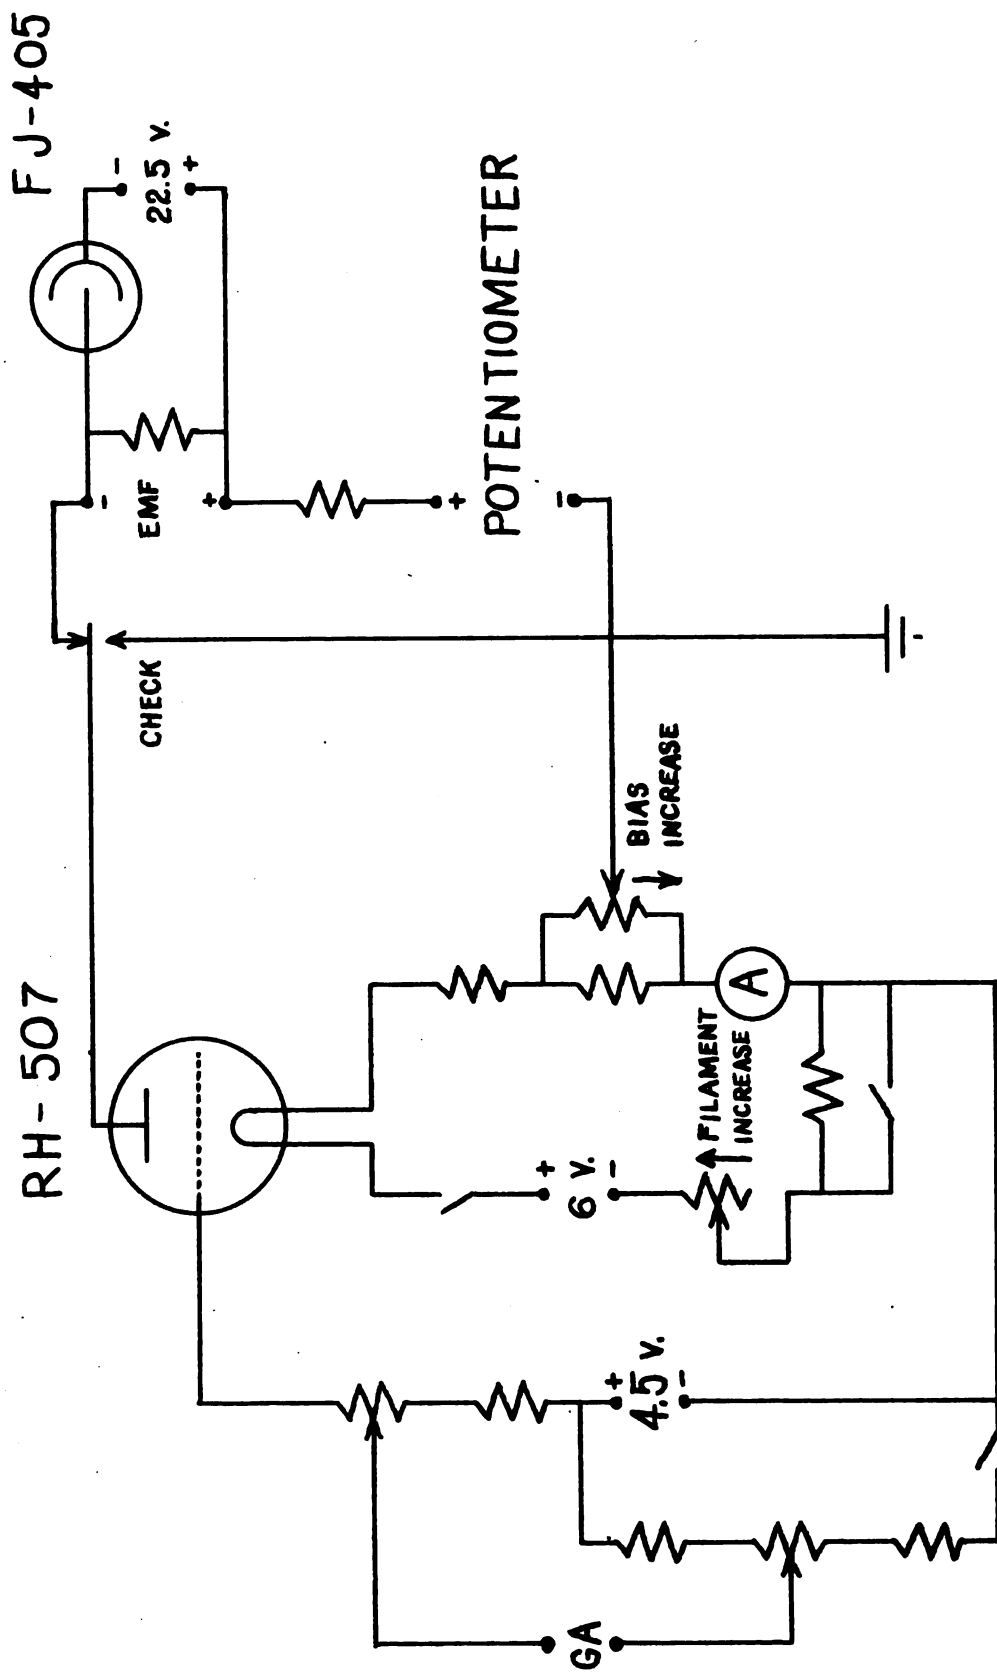 RH-507
FJ-405
-
22.5 V.
+
-
EMF
+
CHECK
+
POTENTIOMETER
-
BIAS
INCREASE
A
FILAMENT
INCREASE
+
6 V.
-
+
4.5 V.
-
GA